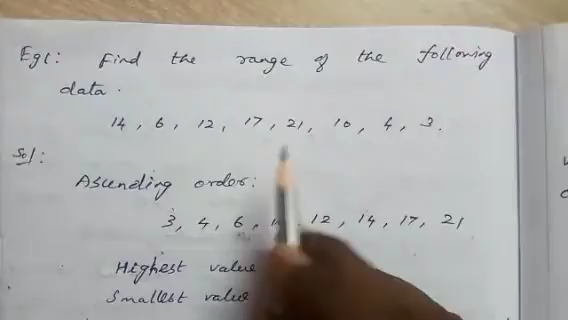 Eg1: Find the range of the following
data.
14, 6, 12, 17, 21, 10, 4, 3.
Sol:
Ascending order:
3, 4, 6, 12, 14, 17, 21
Highest value
Smallest value